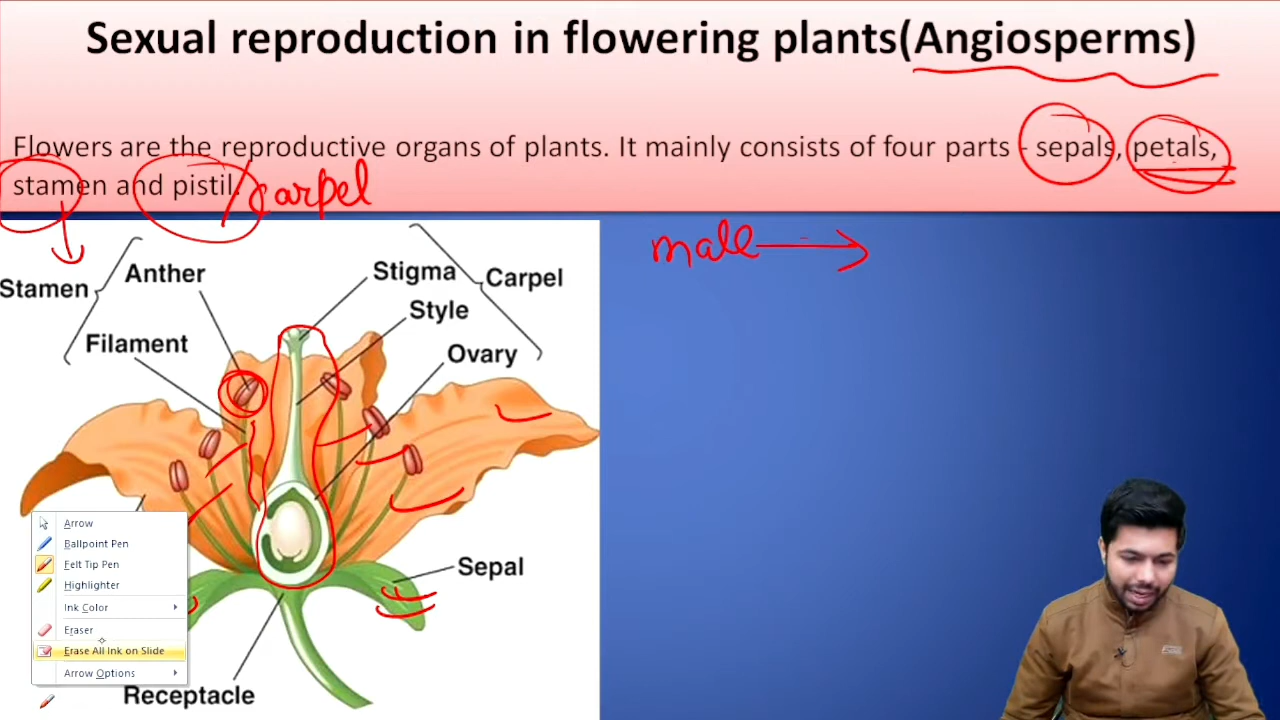 Sexual reproduction in flowering plants(Angiosperms)
Flowers are the reproductive organs of plants. It mainly consists of four parts - sepals, petals,
stamen and pistil. /carpel
male
Stamen
Anther
Filament
Stigma
Carpel
Style
Ovary
Sepal
Receptacle
Arrow
Ballpoint Pen
Felt Tip Pen
Highlighter
Ink Color
Eraser
Erase All Ink on Slide
Arrow Options